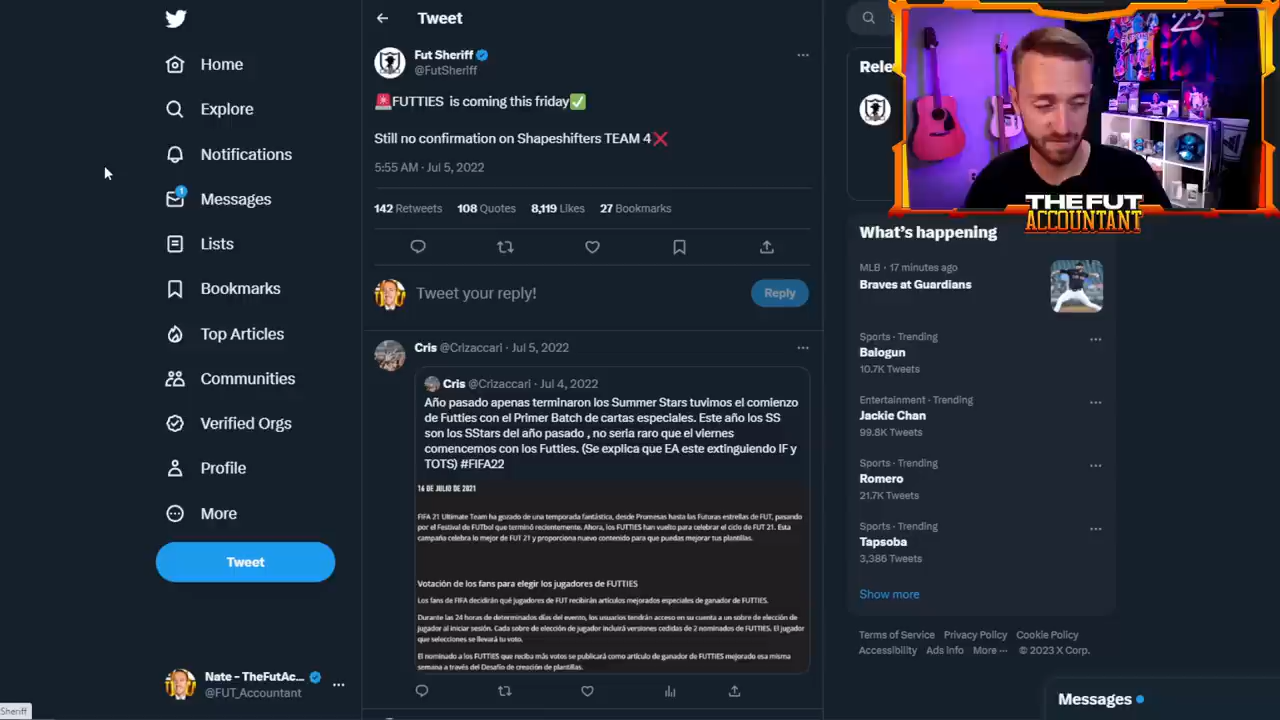 Home
Explore
Notifications
1
Messages
Lists
Bookmarks
Top Articles
Communities
Verified Orgs
Profile
More
Tweet
Nate – TheFutAc...
@FUT_Accountant
Sheriff
Tweet
Fut Sheriff
@FutSheriff
🚨FUTTIES is coming this friday✅
Still no confirmation on Shapeshifters TEAM 4❌
5:55 AM · Jul 5, 2022
142 Retweets 108 Quotes 8,119 Likes 27 Bookmarks
Tweet your reply!
Reply
Cris @Crizaccari · Jul 5, 2022
Cris @Crizaccari · Jul 4, 2022
Año pasado apenas terminaron los Summer Stars tuvimos el comienzo
de Futties con el Primer Batch de cartas especiales. Este año los SS
son los SStars del año pasado , no seria raro que el viernes
comencemos con los Futties. (Se explica que EA este extinguiendo IF y
TOTS) #FIFA22
16 DE JULIO DE 2021
FIFA 21 Ultimate Team ha gozado de una temporada fantástica, desde Promesas hasta las Futuras estrellas de FUT, pasando
por el Festival de FUTbol que terminó recientemente. Ahora, los FUTTIES han vuelto para celebrar el ciclo de FUT 21. Esta
campaña celebra lo mejor de FUT 21 y proporciona nuevo contenido para que puedas mejorar tus plantillas.
Votación de los fans para elegir los jugadores de FUTTIES
Los fans de FIFA decidirán qué jugadores de FUT recibirán artículos mejorados especiales de ganador de FUTTIES.
Durante las 24 horas de determinados días del evento, los usuarios tendrán acceso en su cuenta a un sobre de elección de
jugador al iniciar sesión. Cada sobre de elección de jugador incluirá versiones cedidas de 2 nominados de FUTTIES. El jugador
que selecciones se llevará tu voto.
El nominado a los FUTTIES que reciba más votos se publicará como artículo de ganador de FUTTIES mejorado esa misma
semana a través del Desafío de creación de plantillas.
Rele
THE FUT
ACCOUNTANT
What's happening
MLB · 17 minutes ago
Braves at Guardians
Sports · Trending
Balogun
10.7K Tweets
Entertainment · Trending
Jackie Chan
99.8K Tweets
Sports · Trending
Romero
21.7K Tweets
Sports · Trending
Tapsoba
3,386 Tweets
Show more
Terms of Service Privacy Policy Cookie Policy
Accessibility Ads Info More ··· © 2023 X Corp.
Messages